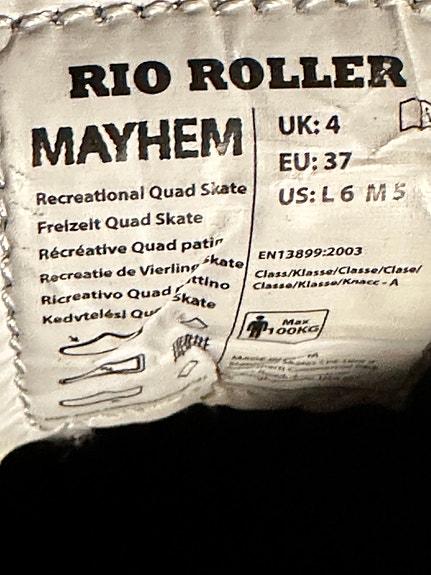 RIO ROLLER
MAYHEM
Recreational Quad Skate
Freizeit Quad Skate
Récréative Quad patin
Recreatie de Vierling skate
Ricreativo Quad
Kedvtelési Skate
UK: 4
EU: 37
US: L 6 M 5
EN13899:2003
Class/Klasse/Classe/Clase/
Classe/Klasse/Knacc - A
Max
100KG